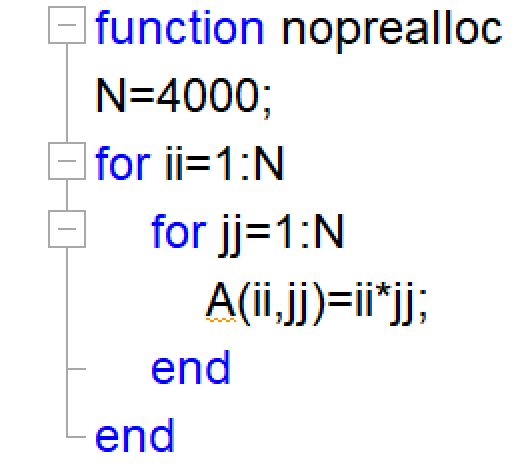 function noprealloc
N=4000;
for ii=1:N
for jj=1:N
A(ii,jj)=ii*jj;
end
end